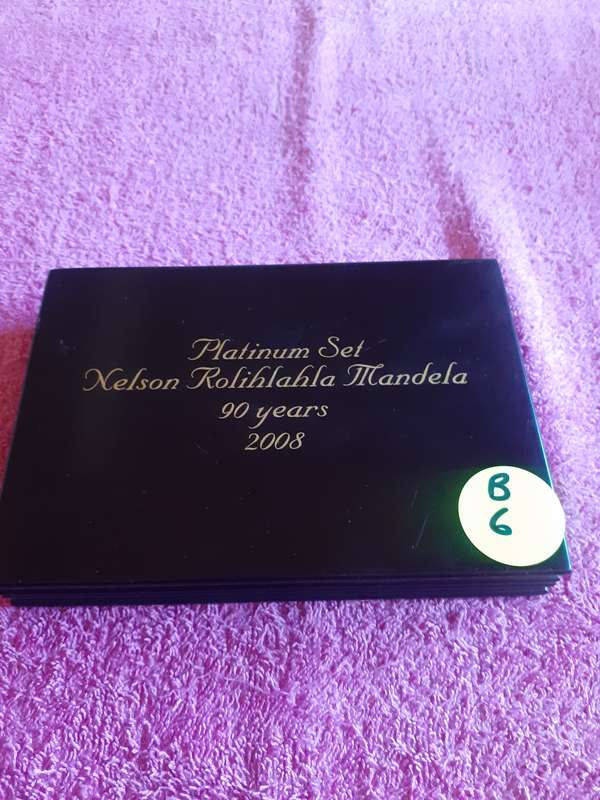 Platinum Set
Nelson Rolihlahla Mandela
90 years
2008
B
6